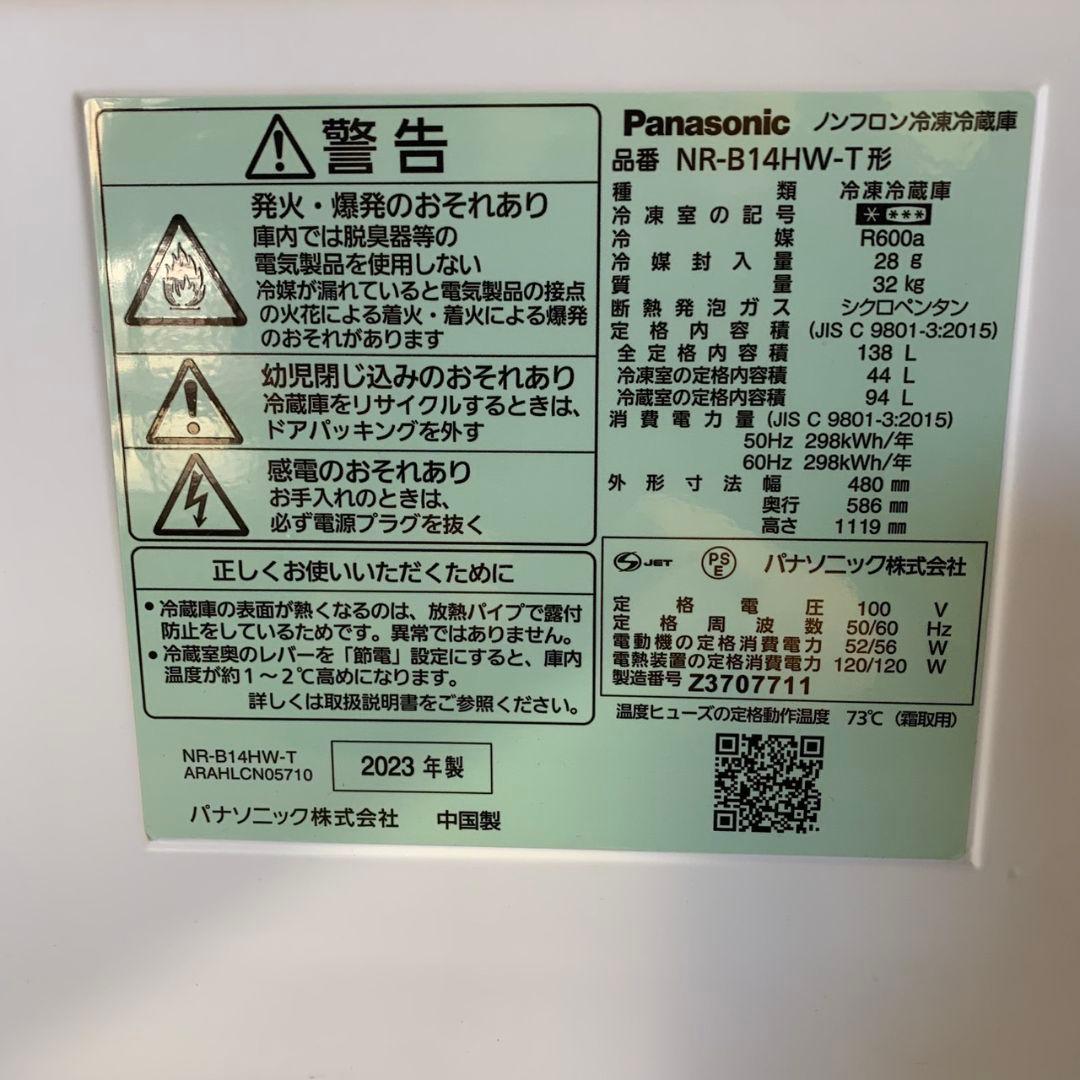 警告
発火・爆発のおそれあり
庫内では脱臭器等の
電気製品を使用しない
冷媒が漏れていると電気製品の接点
の火花による着火・着火による爆発
のおそれがあります
幼児閉じ込みのおそれあり
冷蔵庫をリサイクルするときは、
ドアパッキングを外す
感電のおそれあり
お手入れのときは、
必ず電源プラグを抜く
正しくお使いいただくために
•冷蔵庫の表面が熱くなるのは、放熱パイプで露付
防止をしているためです。異常ではありません。
•冷蔵室奥のレバーを「節電」設定にすると、庫内
温度が約1～2℃高めになります。
詳しくは取扱説明書をご参照ください。
NR-B14HW-T
ARAHLCN05710
2023 年製
パナソニック株式会社 中国製
Panasonic ノンフロン冷凍冷蔵庫
品番 NR-B14HW-T形
種類 冷凍冷蔵庫
冷凍室の記号 * ***
冷媒 R600a
冷媒封入量 28 g
質量 32 kg
断熱発泡ガス シクロペンタン
定格内容積 (JIS C 9801-3:2015)
全定格内容積 138 L
冷凍室の定格内容積 44 L
冷蔵室の定格内容積 94 L
消費電力量 (JIS C 9801-3:2015)
50Hz 298kWh/年
60Hz 298kWh/年
外形寸法 幅 480 mm
奥行 586 mm
高さ 1119 mm
S JET PSE パナソニック株式会社
定格電圧 100 V
定格周波数 50/60 Hz
電動機の定格消費電力 52/56 W
電熱装置の定格消費電力 120/120 W
製造番号 Z3707711
温度ヒューズの定格動作温度 73℃ (霜取用)